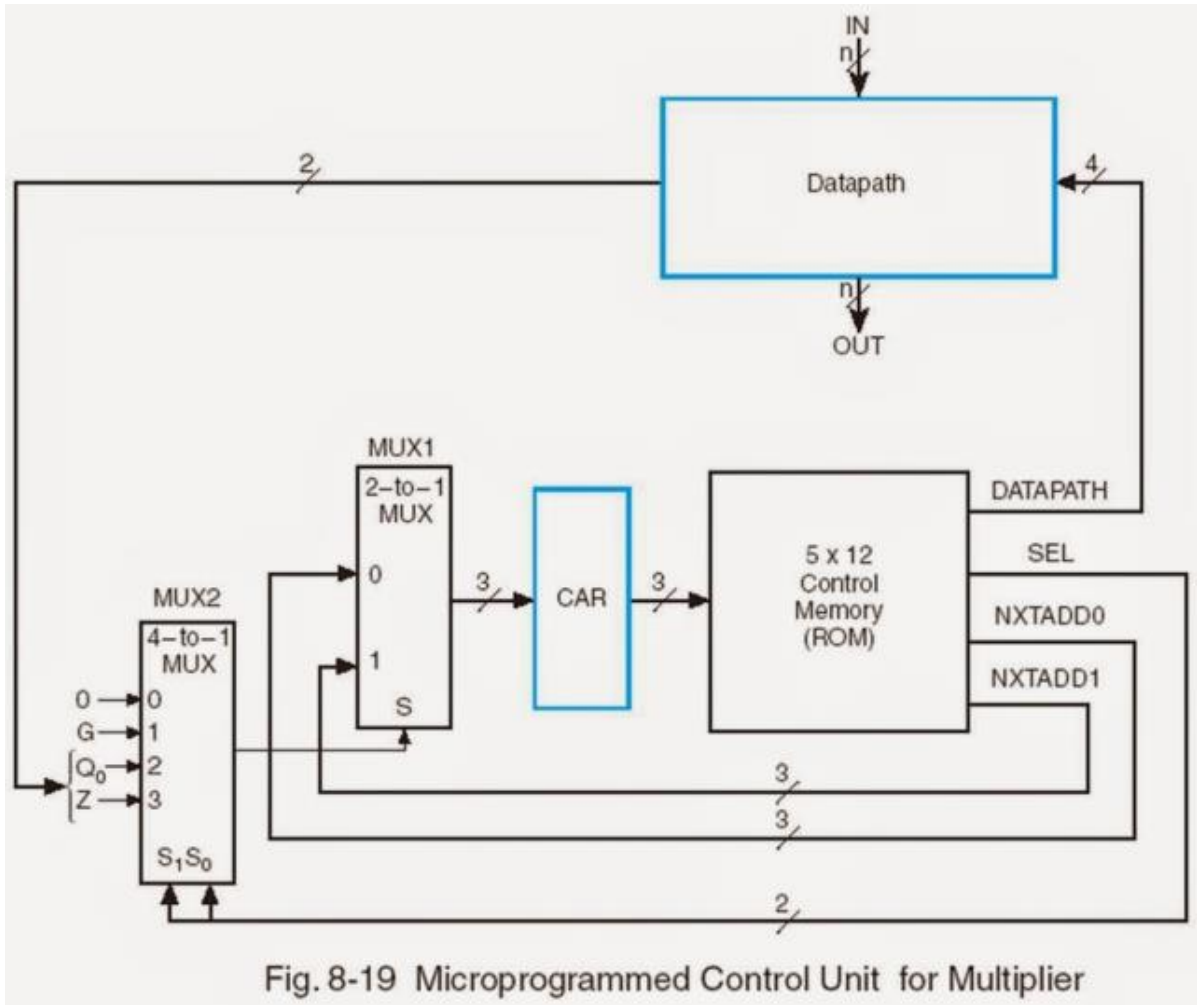 IN
n
2
Datapath
4
n
OUT
MUX1
2-to-1
MUX
0
1
S
3
CAR
3
5 x 12
Control
Memory
(ROM)
DATAPATH
SEL
NXTADD0
NXTADD1
MUX2
4-to-1
MUX
0 0
G 1
Q0 2
Z 3
S1S0
3
3
2
Fig. 8-19 Microprogrammed Control Unit for Multiplier